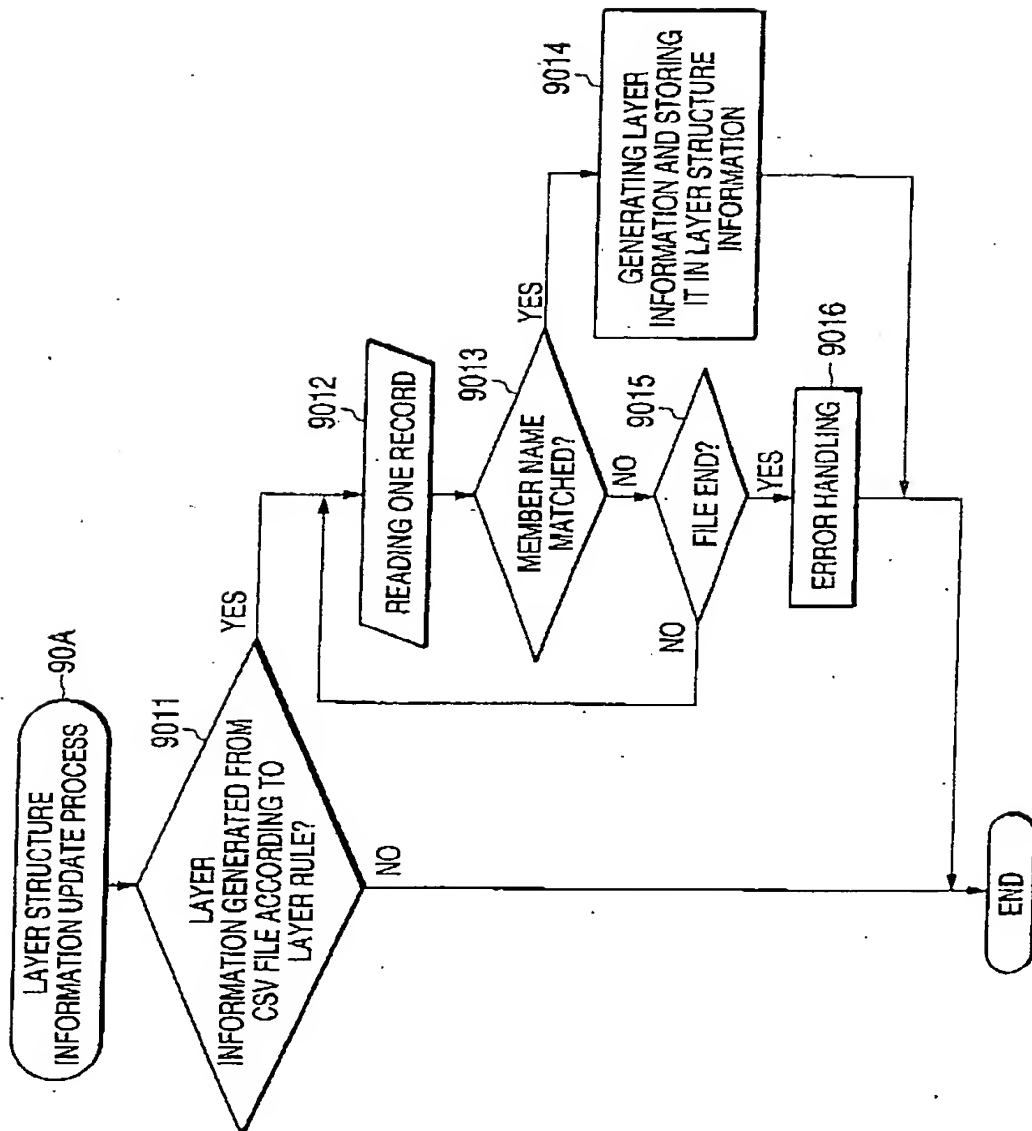 LAYER STRUCTURE
INFORMATION UPDATE PROCESS
90A
9011
LAYER
INFORMATION GENERATED FROM
CSV FILE ACCORDING TO
LAYER RULE?
YES
NO
9012
READING ONE RECORD
9013
MEMBER NAME
MATCHED?
YES
NO
9014
GENERATING LAYER
INFORMATION AND STORING
IT IN LAYER STRUCTURE
INFORMATION
9015
FILE END?
NO
YES
9016
ERROR HANDLING
END